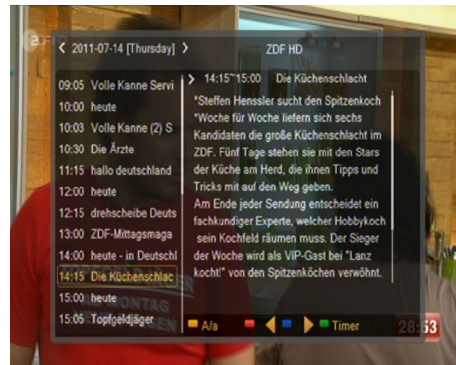 2011-07-14 [Thursday]
ZDF HD
09:05 Volle Kanne Servi
10:00 heute
10:03 Volle Kanne (2) S
10:30 Die Ärzte
11:15 hallo deutschland
12:00 heute
12:15 drehscheibe Deuts
13:00 ZDF-Mittagsmaga
14:00 heute - in Deutschl
14:15 Die Küchenschlac
15:00 heute
15:05 Topfgeldjäger
14:15~15:00 Die Küchenschlacht
"Steffen Henssler sucht den Spitzenkoch
"Woche für Woche liefern sich sechs
Kandidaten die große Küchenschlacht im
ZDF. Fünf Tage stehen sie mit den Stars
der Küche am Herd, die ihnen Tipps und
Tricks mit auf den Weg geben.
Am Ende jeder Sendung entscheidet ein
fachkundiger Experte, welcher Hobbykoch
sein Kochfeld räumen muss. Der Sieger
der Woche wird als VIP-Gast bei "Lanz
kocht!" von den Spitzenköchen verwöhnt.
A/a
Timer
28:53